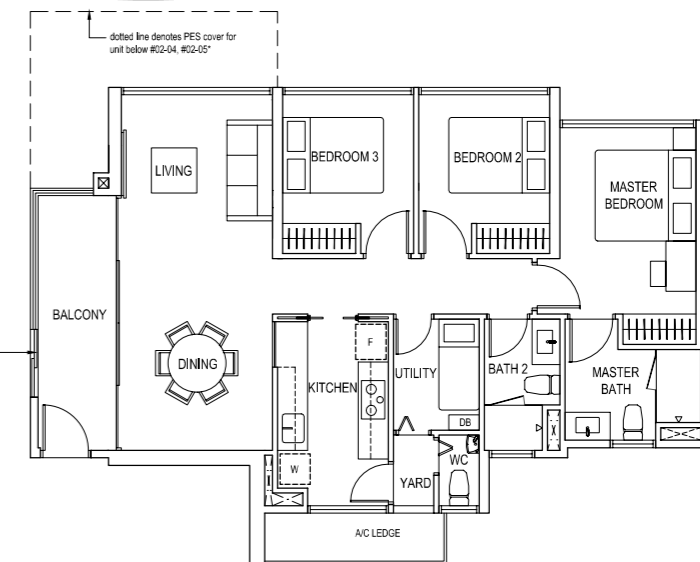 dotted line denotes PES cover for
unit below #02-04, #02-05*
LIVING
BEDROOM 3
BEDROOM 2
MASTER
BEDROOM
BALCONY
DINING
KITCHEN
F
UTILITY
BATH 2
MASTER
BATH
DB
W
YARD
WC
A/C LEDGE